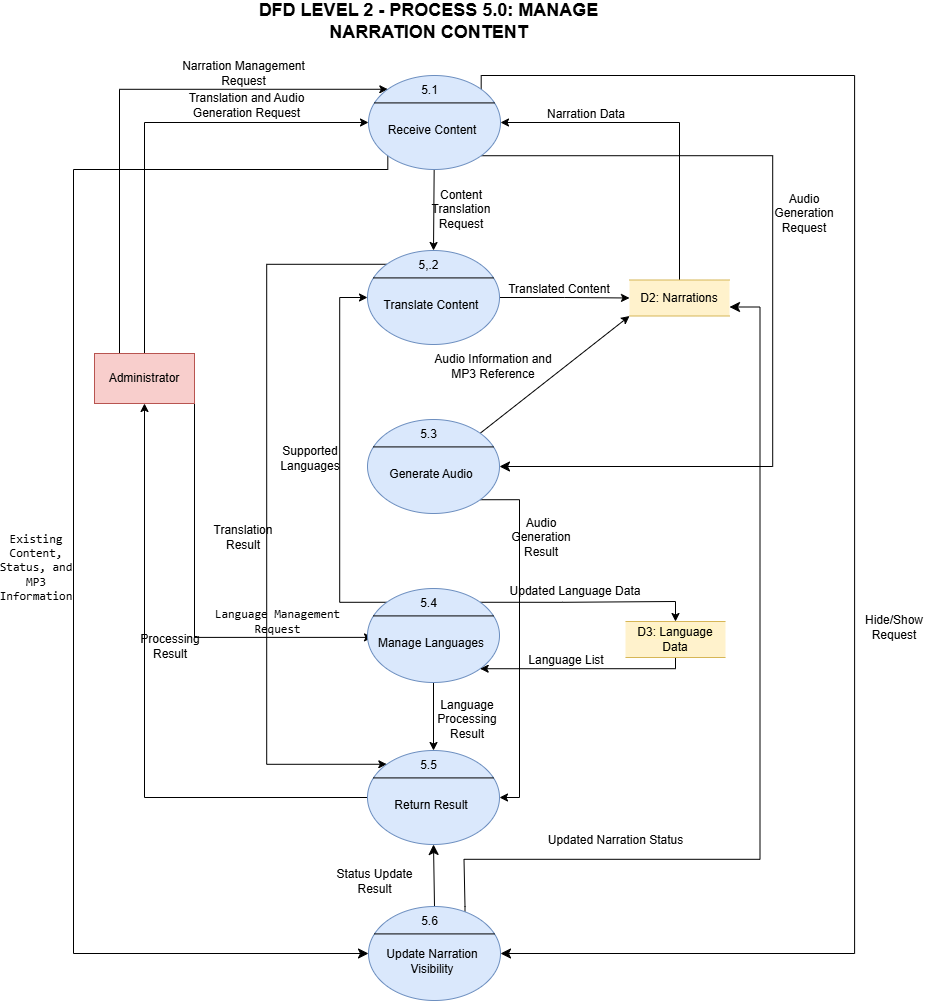 DFD LEVEL 2 - PROCESS 5.0: MANAGE
NARRATION CONTENT
Narration Management
Request
Translation and Audio
Generation Request
5.1
Receive Content
Narration Data
Content
Translation
Request
Audio
Generation
Request
5,.2
Translate Content
Translated Content
D2: Narrations
Audio Information and
MP3 Reference
Administrator
5.3
Generate Audio
Supported
Languages
Translation
Result
Audio
Generation
Result
Existing
Content,
Status, and
MP3
Information
5.4
Manage Languages
Updated Language Data
Language Management
Request
D3: Language
Data
Language List
Processing
Result
Hide/Show
Request
Language
Processing
Result
5.5
Return Result
Updated Narration Status
Status Update
Result
5.6
Update Narration
Visibility